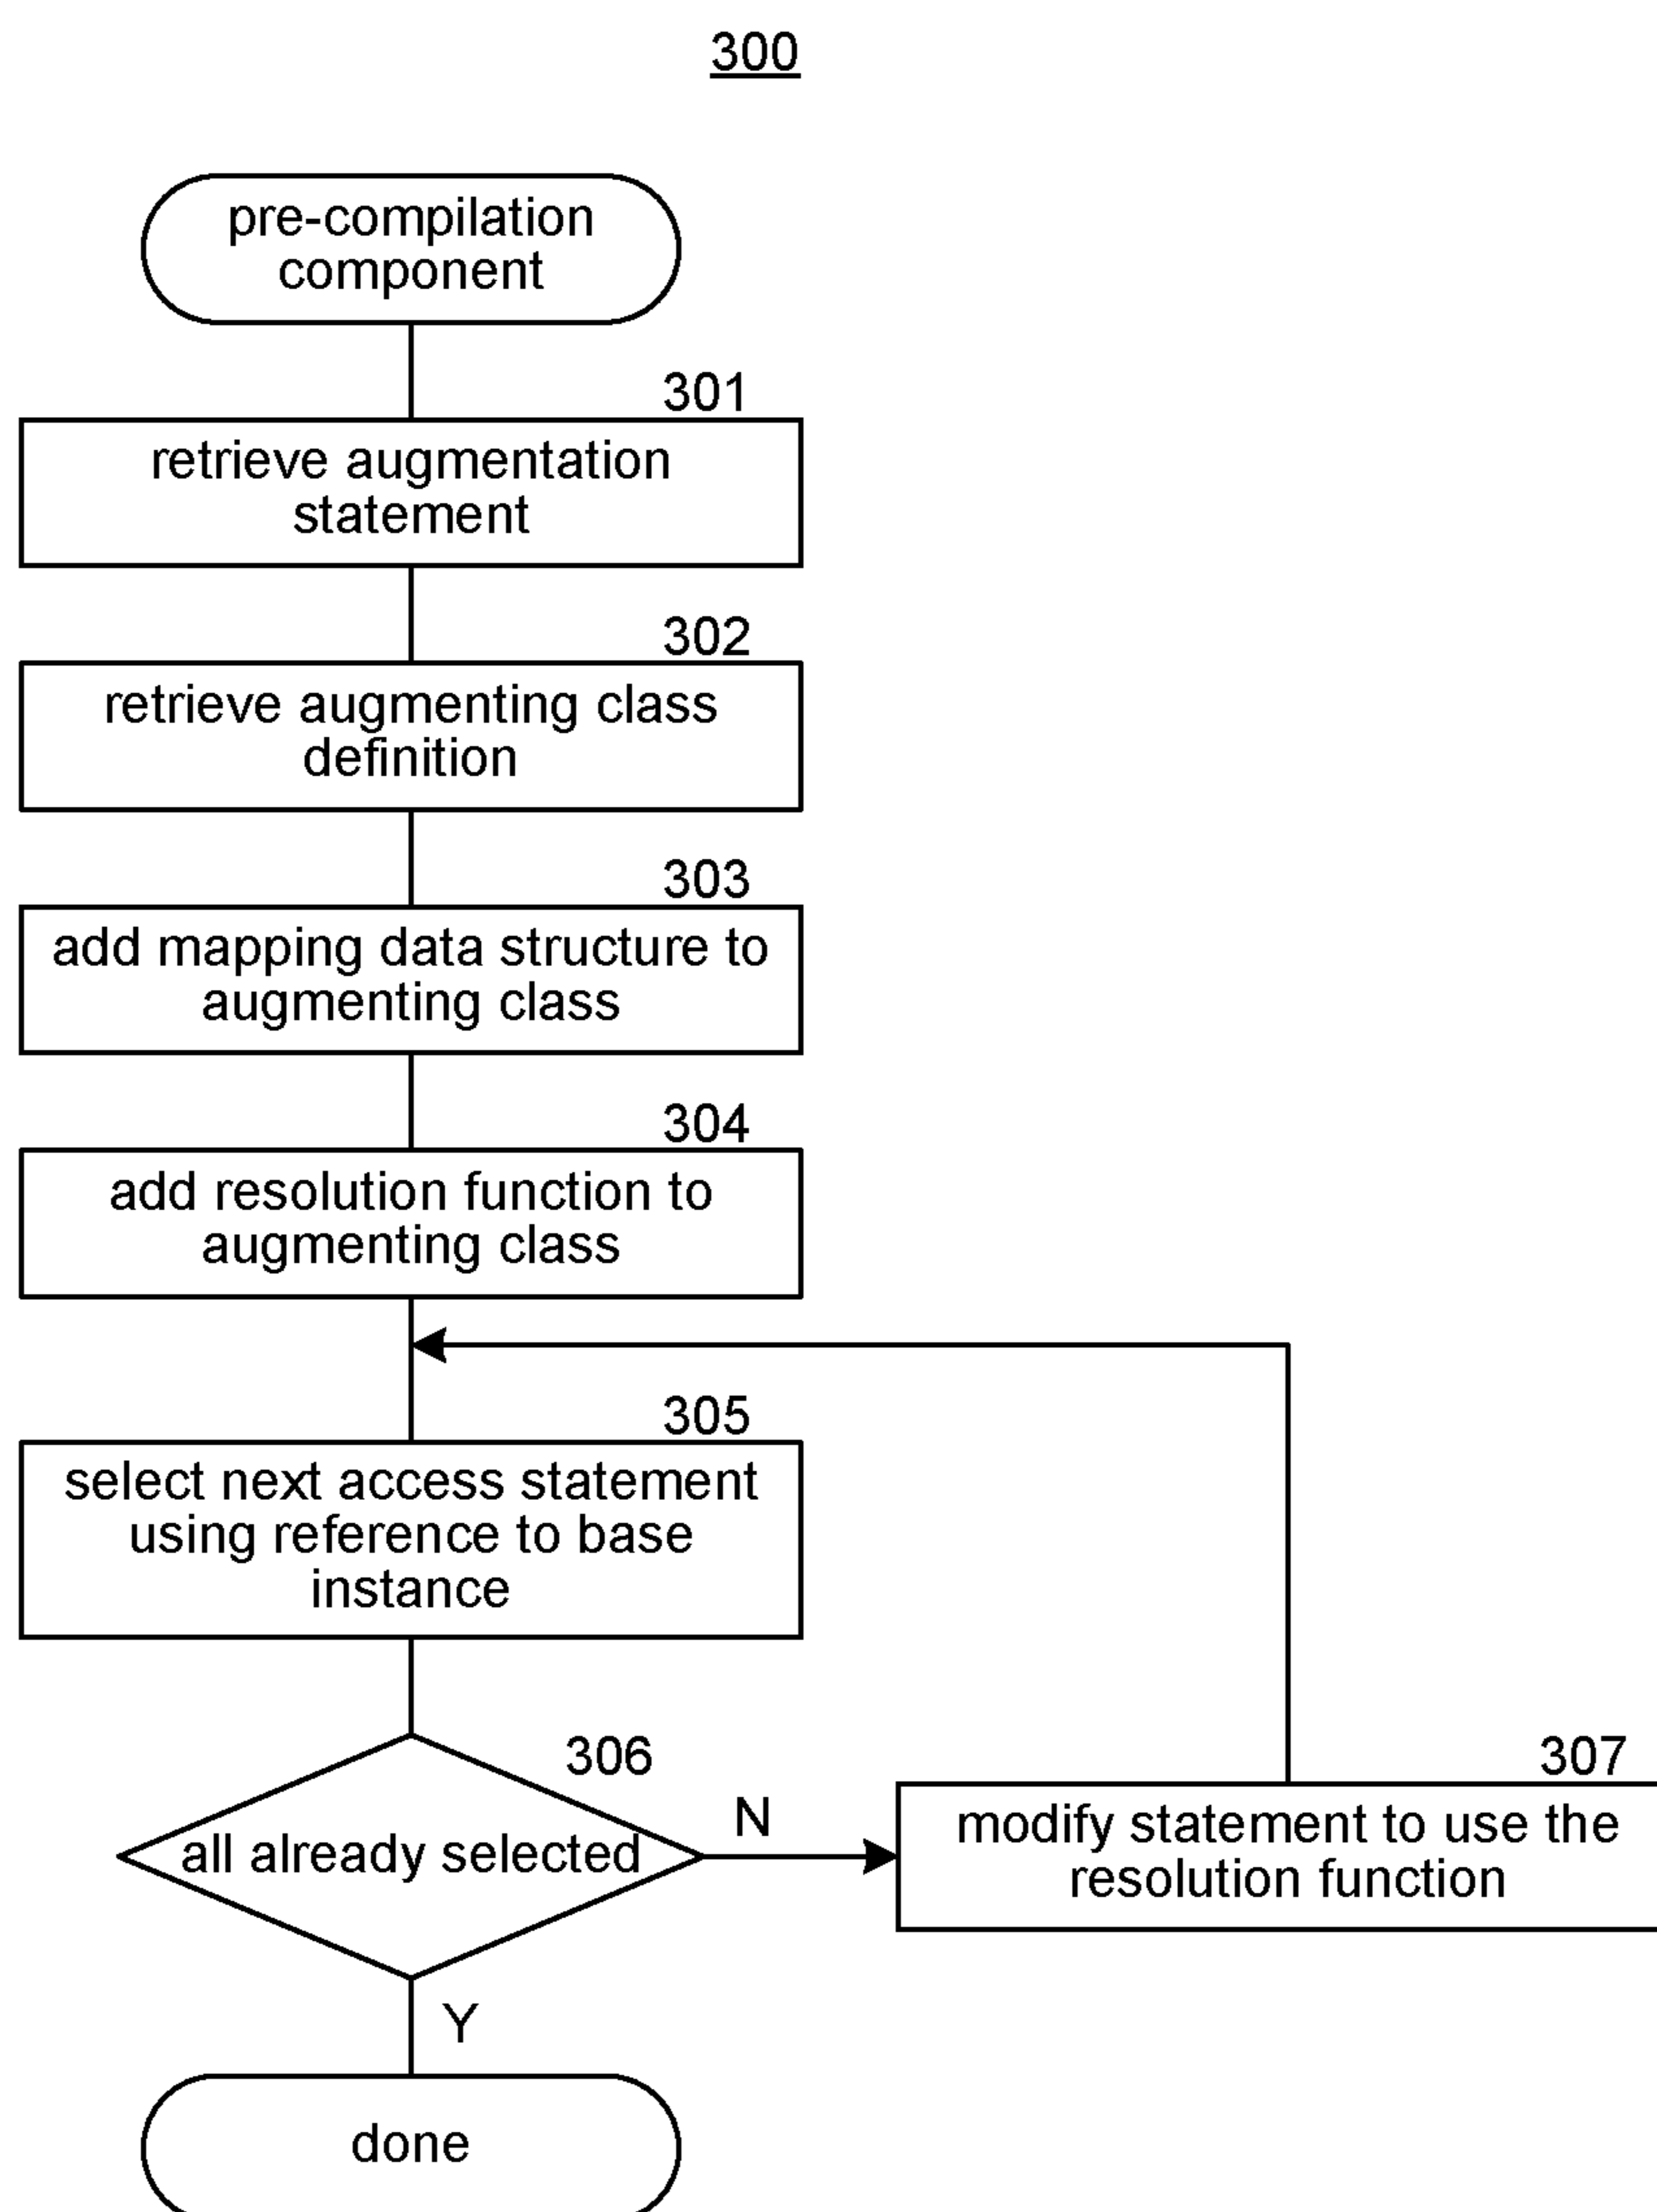 300
pre-compilation
component
301
retrieve augmentation
statement
302
retrieve augmenting class
definition
303
add mapping data structure to
augmenting class
304
add resolution function to
augmenting class
305
select next access statement
using reference to base
instance
306
all already selected
N
307
modify statement to use the
resolution function
Y
done